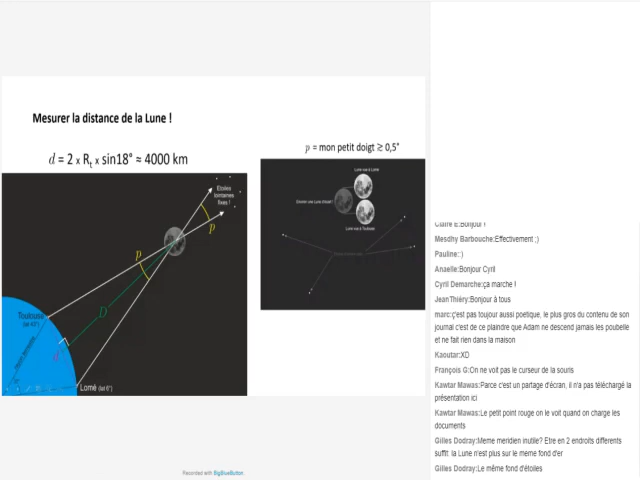 Mesurer la distance de la Lune !
d = 2 x Rt x sin18° ≈ 4000 km
p = mon petit doigt ≥ 0,5°
Etoiles
lointaines
fixes !
p
p
D
Toulouse
(lat 43°)
d
Lomé (lat 6°)
Lune vue à Lomé
Lune vue à Toulouse
Recorded with BigBlueButton.
Claire E:Bonjour !
Mesdhy Barbouche:Effectivement ;)
Pauline::)
Anaelle:Bonjour Cyril
Cyril Demarche:ça marche !
JeanThiéry:Bonjour à tous
marc:ç'est pas toujour aussi poetique, le plus gros du contenu de son
journal c'est de ce plaindre que Adam ne descend jamais les poubelle
et ne fait rien dans la maison
Kaoutar:XD
François G:On ne voit pas le curseur de la souris
Kawtar Mawas:Parce c'est un partage d'écran, il n'a pas téléchargé la
présentation ici
Kawtar Mawas:Le petit point rouge on le voit quand on charge les
documents
Gilles Dodray:Meme meridien inutile? Etre en 2 endroits differents
suffit la Lune n'est plus sur le meme fond d'er
Gilles Dodray:Le même fond d'étoiles